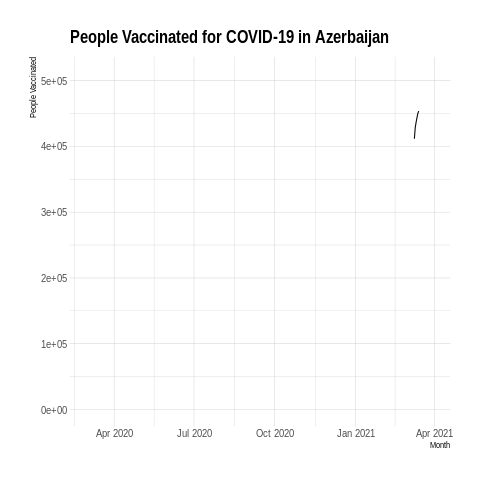 People Vaccinated for COVID-19 in Azerbaijan
People Vaccinated
5e+05
4e+05
3e+05
2e+05
1e+05
0e+00
Apr 2020 Jul 2020 Oct 2020 Jan 2021 Apr 2021
Month